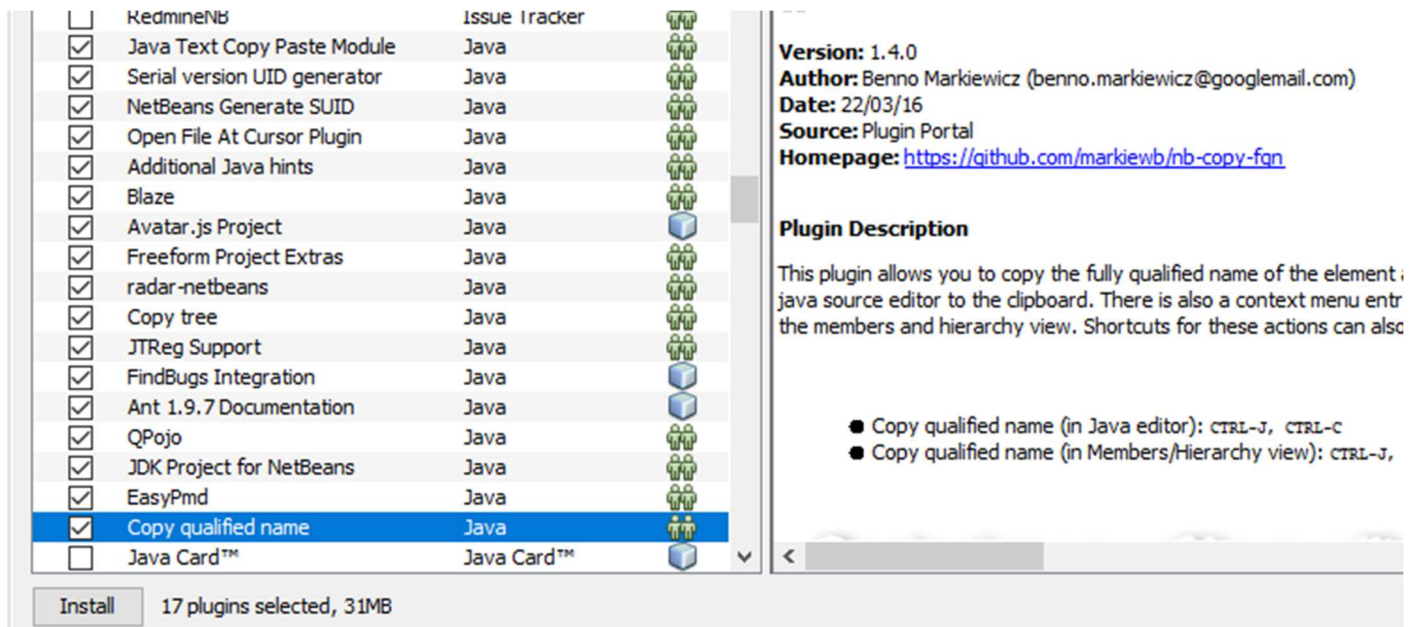 RedmineNB Issue Tracker
Java Text Copy Paste Module Java
Serial version UID generator Java
NetBeans Generate SUID Java
Open File At Cursor Plugin Java
Additional Java hints Java
Blaze Java
Avatar.js Project Java
Freeform Project Extras Java
radar-netbeans Java
Copy tree Java
JTReg Support Java
FindBugs Integration Java
Ant 1.9.7 Documentation Java
QPojo Java
JDK Project for NetBeans Java
EasyPmd Java
Copy qualified name Java
Java Card™ Java Card™
Install 17 plugins selected, 31MB
Version: 1.4.0
Author: Benno Markiewicz (benno.markiewicz@googlemail.com)
Date: 22/03/16
Source: Plugin Portal
Homepage: https://github.com/markiewb/nb-copy-fqn
Plugin Description
This plugin allows you to copy the fully qualified name of the element
java source editor to the clipboard. There is also a context menu entr
the members and hierarchy view. Shortcuts for these actions can also
● Copy qualified name (in Java editor): CTRL-J, CTRL-C
● Copy qualified name (in Members/Hierarchy view): CTRL-J,